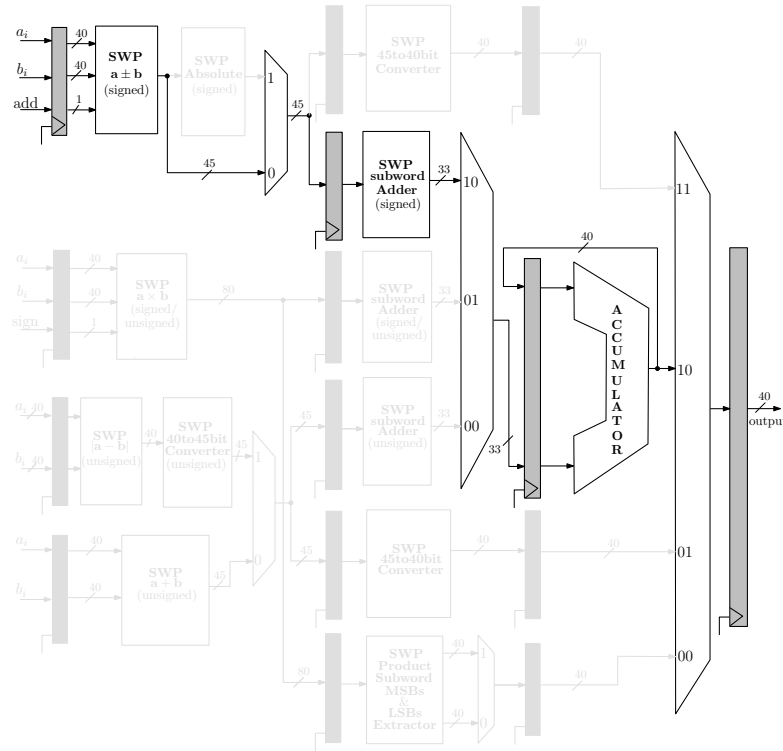 a_i
40
b_i
40
add
1
SWP
a ± b
(signed)
SWP
Absolute
(signed)
1
0
45
45
SWP
45to40bit
Converter
40
40
11
SWP
subword
Adder
(signed)
33
10
01
00
33
40
ACCUMULATOR
10
01
00
40
output
a_i
40
b_i
40
sign
1
SWP
a × b
(signed/
unsigned)
80
SWP
subword
Adder
(signed/
unsigned)
33
a_i 40
b_i 40
SWP
|a − b|
(unsigned)
40
SWP
40to45bit
Converter
(unsigned)
45
1
0
45
SWP
subword
Adder
(unsigned)
33
a_i
40
b_i
40
SWP
a + b
(unsigned)
45
45
SWP
45to40bit
Converter
40
40
80
SWP
Product
Subword
MSBs
&
LSBs
Extractor
40
40
1
0
40